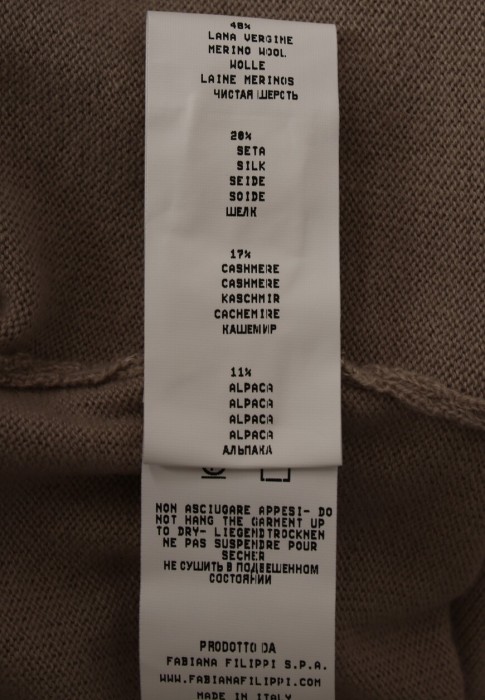 48%
LANA VERGINE
MERINO WOOL
WOLLE
LAINE MERINOS
ЧИСТАЯ ШЕРСТЬ
20%
SETA
SILK
SEIDE
SOIDE
ШЕЛК
17%
CASHMERE
CASHMERE
KASCHMIR
CACHEMIRE
КАШЕМИР
11%
ALPACA
ALPACA
ALPACA
ALPACA
АЛЬПАКА
NON ASCIUGARE APPESI- DO
NOT HANG THE GARMENT UP
TO DRY- LIEGENDTROCKNEN
NE PAS SUSPENDRE POUR
SECHER
НЕ СУШИТЬ В ПОДВЕШЕННОМ
СОСТОЯНИИ
PRODOTTO DA
FABIANA FILIPPI S.P.A.
WWW.FABIANAFILIPPI.COM
MADE IN ITALY